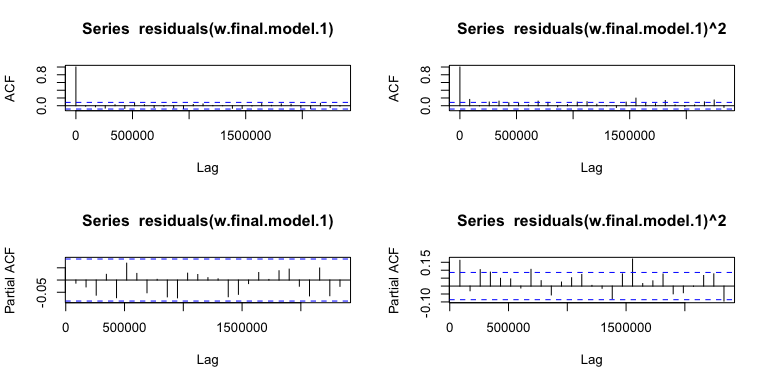 Series residuals(w.final.model.1)
ACF
0.8
0.0
0 500000 1500000
Lag
Series residuals(w.final.model.1)^2
ACF
0.8
0.0
0 500000 1500000
Lag
Series residuals(w.final.model.1)
Partial ACF
-0.05
0 500000 1500000
Lag
Series residuals(w.final.model.1)^2
Partial ACF
0.15
-0.10
0 500000 1500000
Lag